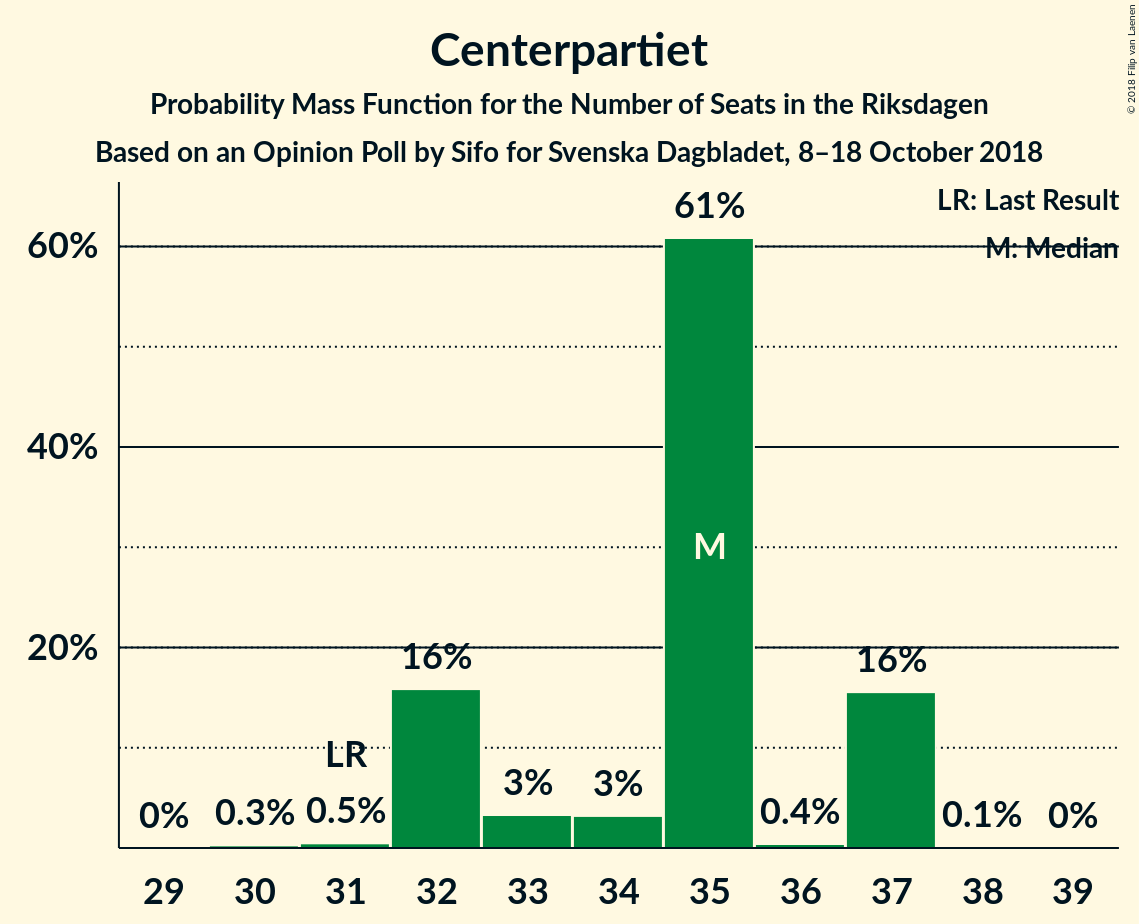 Centerpartiet
Probability Mass Function for the Number of Seats in the Riksdagen
Based on an Opinion Poll by Sifo for Svenska Dagbladet, 8–18 October 2018
© 2018 Filip van Laenen
LR: Last Result
M: Median
60%
40%
20%
0%
0.3%
LR
0.5%
16%
3%
3%
61%
M
0.4%
16%
0.1%
0%
29 30 31 32 33 34 35 36 37 38 39